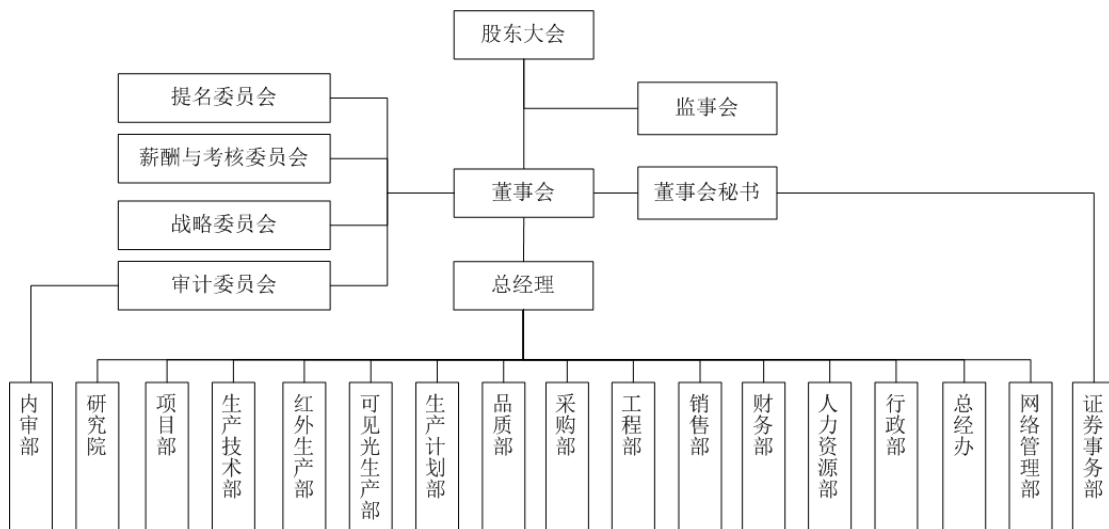 股东大会
提名委员会
监事会
薪酬与考核委员会
董事会
董事会秘书
战略委员会
审计委员会
总经理
内审部
研究院
项目部
生产技术部
红外生产部
可见光生产部
生产计划部
品质部
采购部
工程部
销售部
财务部
人力资源部
行政部
总经办
网络管理部
证券事务部